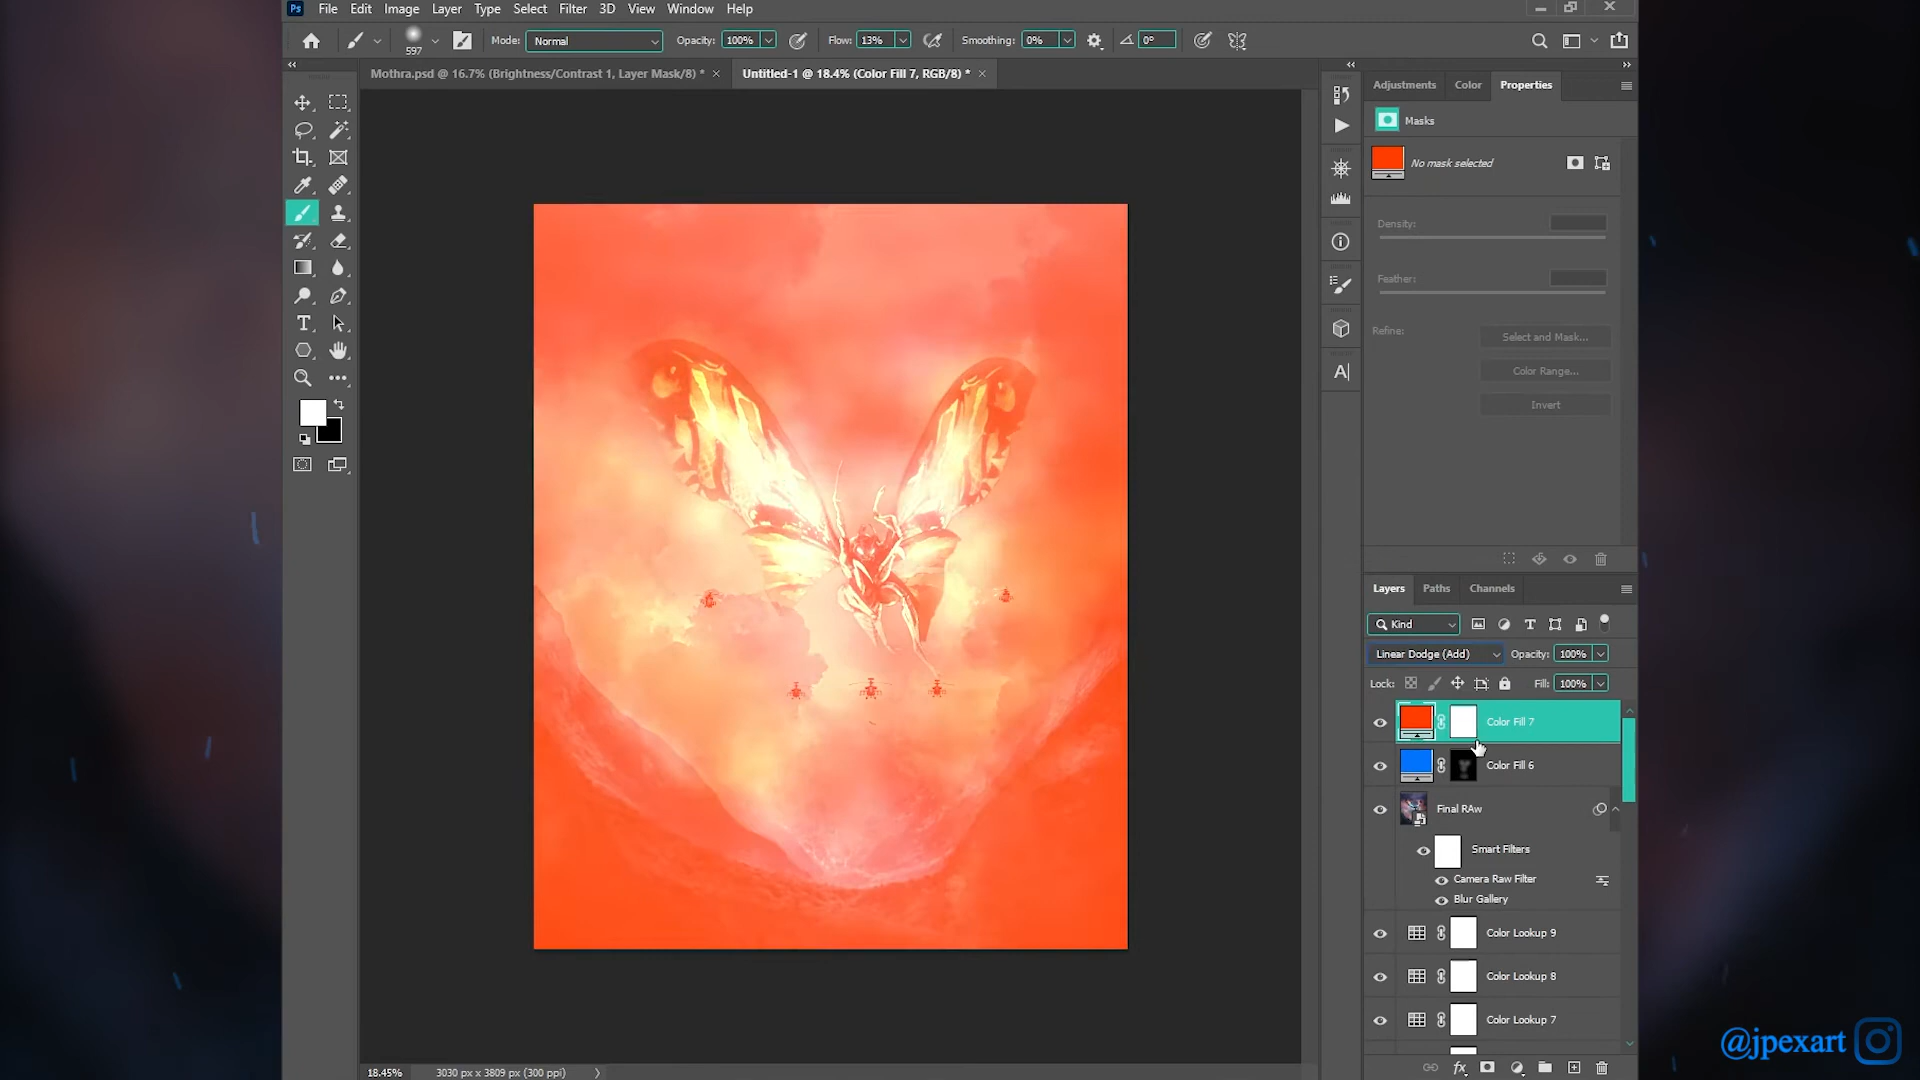 Ps File Edit Image Layer Type Select Filter 3D View Window Help
597 Mode: Normal Opacity: 100% Flow: 13% Smoothing: 0% 0°
Mothra.psd @ 16.7% (Brightness/Contrast 1, Layer Mask/8) *
Untitled-1 @ 18.4% (Color Fill 7, RGB/8) *
Adjustments Color Properties
Masks
No mask selected
Density:
Feather:
Refine:
Select and Mask...
Color Range...
Invert
Layers Paths Channels
Kind
Linear Dodge (Add) Opacity: 100%
Lock: Fill: 100%
Color Fill 7
Color Fill 6
Final RAw
Smart Filters
Camera Raw Filter
Blur Gallery
Color Lookup 9
Color Lookup 8
Color Lookup 7
18.45% 3030 px x 3809 px (300 ppi)
@jpexart